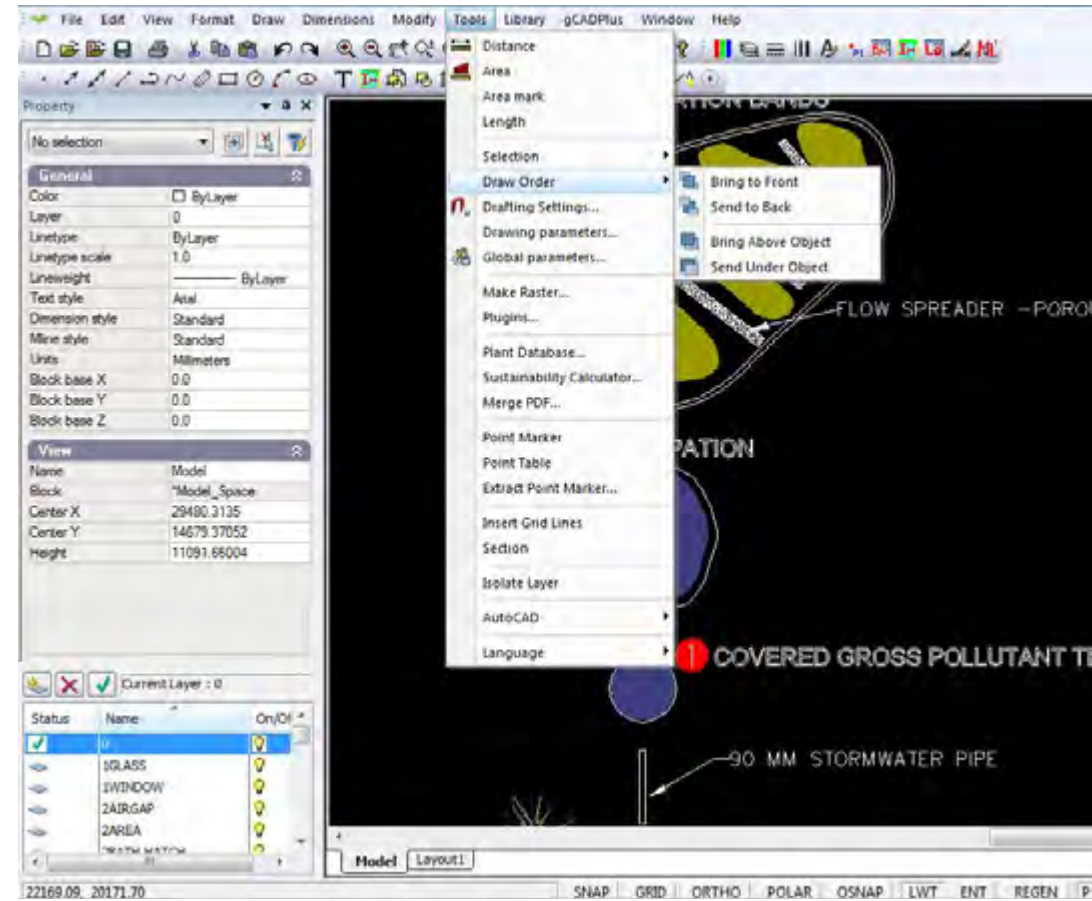 File Edit View Format Draw Dimensions Modify Tools Library gCADPlus Window Help
Property
No selection
General
Color ByLayer
Layer 0
Linetype ByLayer
Linetype scale 1.0
Lineweight ByLayer
Text style Arial
Dimension style Standard
Mline style Standard
Units Millimeters
Block base X 0.0
Block base Y 0.0
Block base Z 0.0
View
Name Model
Block *Model_Space
Center X 29480.3135
Center Y 14679.37052
Height 11091.66004
Current Layer : 0
Status Name On/Of
0
1GLASS
1WINDOW
2AIRGAP
2AREA
Distance
Area
Area mark
Length
Selection
Draw Order
Drafting Settings...
Drawing parameters...
Global parameters...
Make Raster...
Plugins...
Plant Database...
Sustainability Calculator...
Merge PDF...
Point Marker
Point Table
Extract Point Marker...
Insert Grid Lines
Section
Isolate Layer
AutoCAD
Language
Bring to Front
Send to Back
Bring Above Object
Send Under Object
FLOW SPREADER -PORO
PATION
1 COVERED GROSS POLLUTANT TR
90 MM STORMWATER PIPE
Model Layout1
22169.09, 20171.70 SNAP GRID ORTHO POLAR OSNAP LWT ENT REGEN P